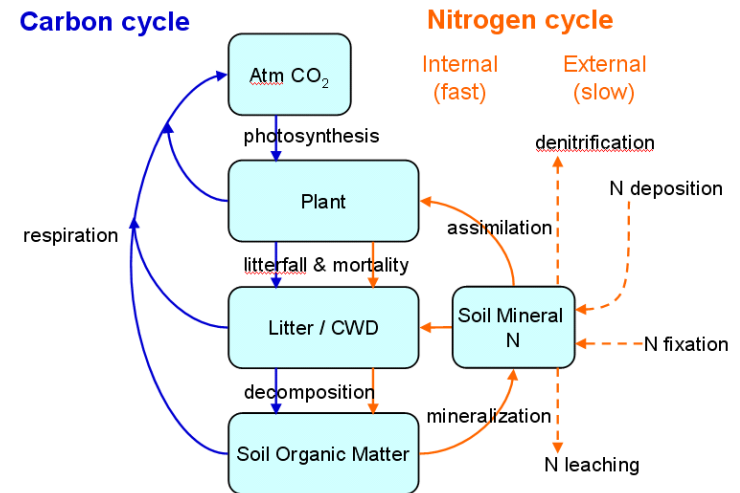 Carbon cycle
Nitrogen cycle
Internal
(fast)
External
(slow)
Atm CO₂
photosynthesis
denitrification
N deposition
Plant
assimilation
respiration
litterfall & mortality
Soil Mineral
N
Litter / CWD
N fixation
decomposition
mineralization
Soil Organic Matter
N leaching